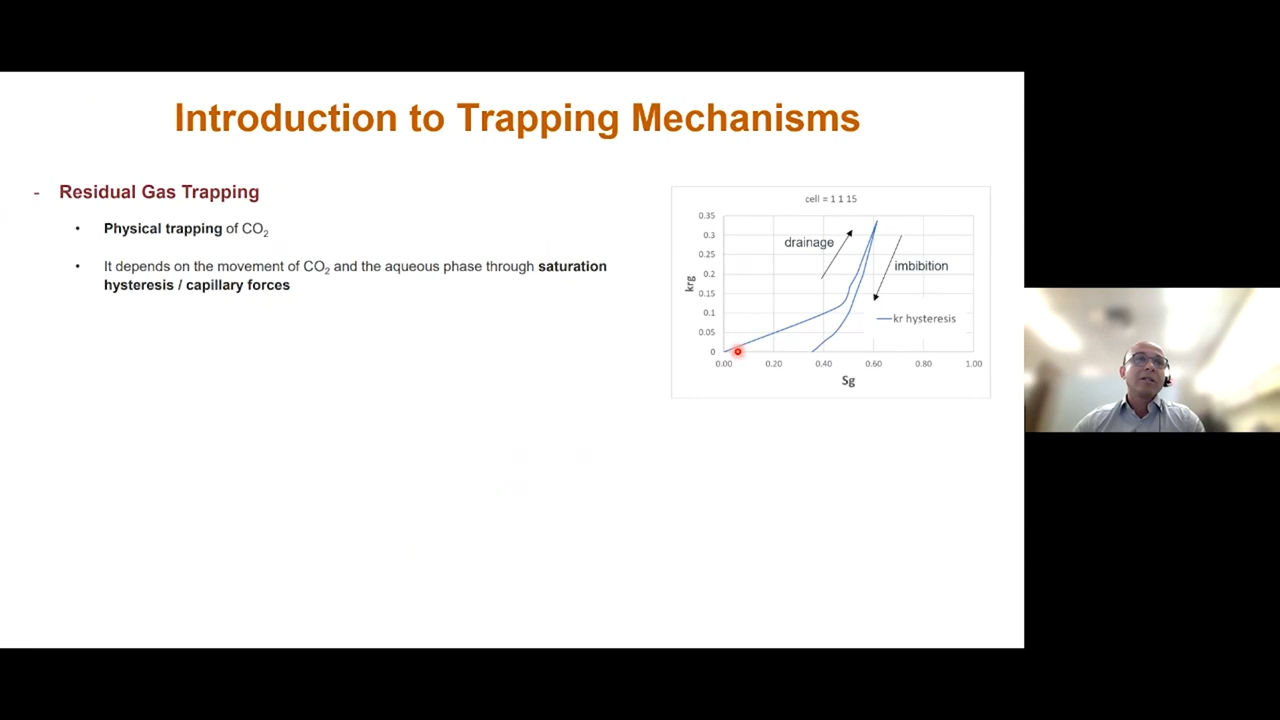 Introduction to Trapping Mechanisms
- Residual Gas Trapping
• Physical trapping of CO2
• It depends on the movement of CO2 and the aqueous phase through saturation
hysteresis / capillary forces
cell = 1 1 15
0.35
0.3
0.25
0.2
0.15
0.1
0.05
0
krg
drainage
imbibition
kr hysteresis
0.00 0.20 0.40 0.60 0.80 1.00
Sg